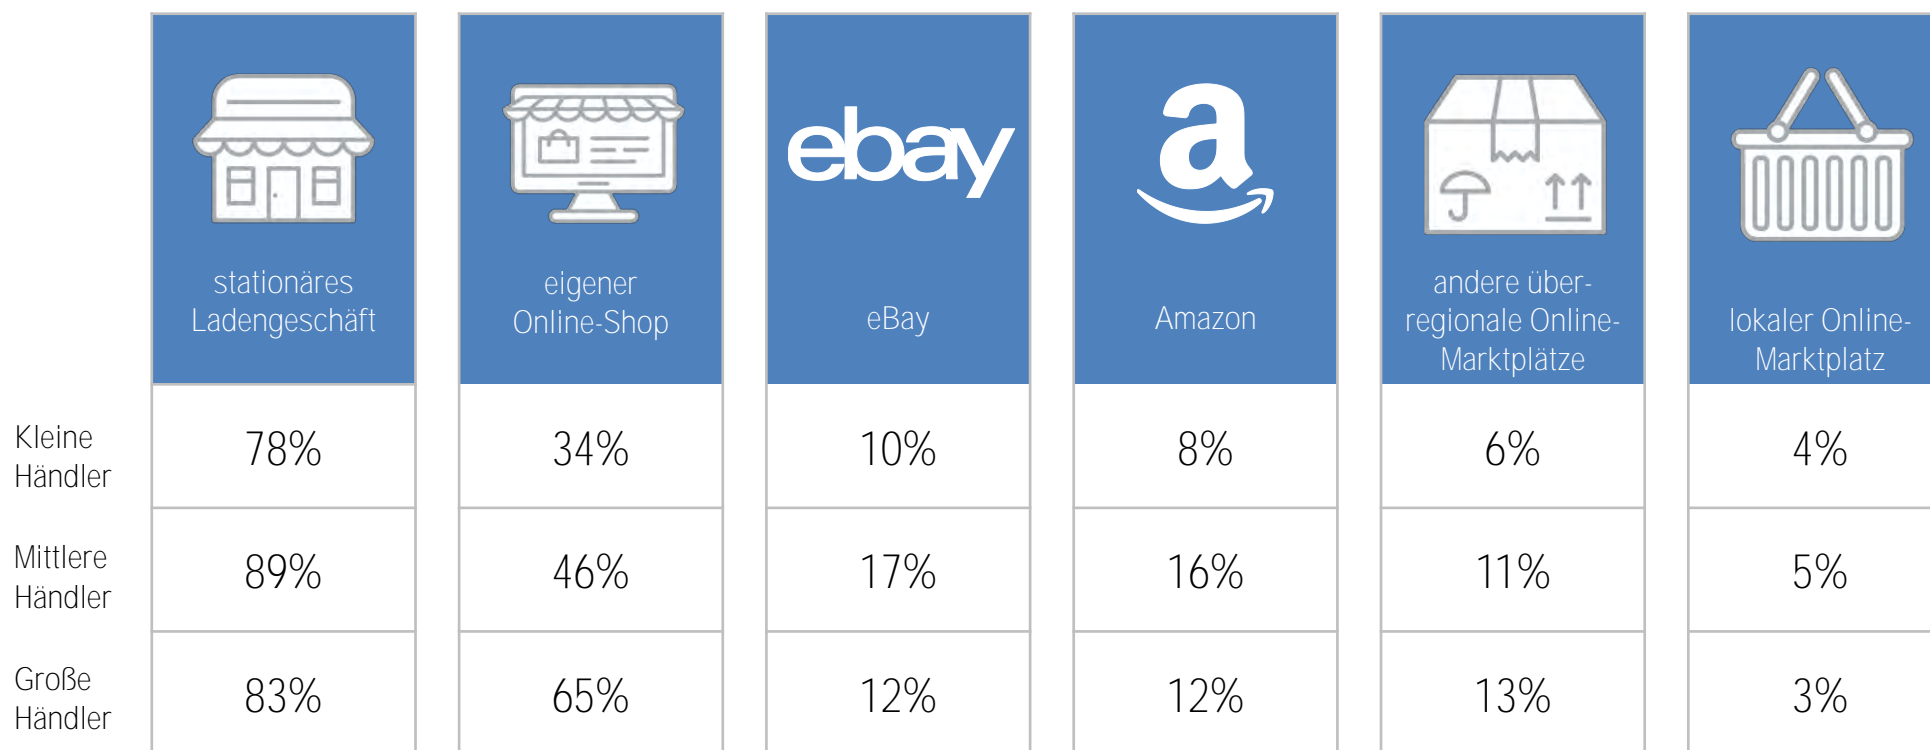 ebay
a
stationäres
Ladengeschäft
eigener
Online-Shop
eBay
Amazon
andere über-
regionale Online-
Marktplätze
lokaler Online-
Marktplatz
Kleine
Händler
78%
34%
10%
8%
6%
4%
Mittlere
Händler
89%
46%
17%
16%
11%
5%
Große
Händler
83%
65%
12%
12%
13%
3%